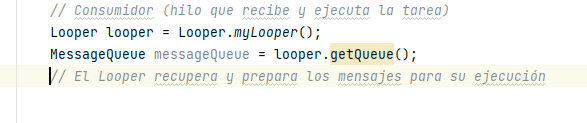 // Consumidor (hilo que recibe y ejecuta la tarea)
Looper looper = Looper.myLooper();
MessageQueue messageQueue = looper.getQueue();
// El Looper recupera y prepara los mensajes para su ejecución